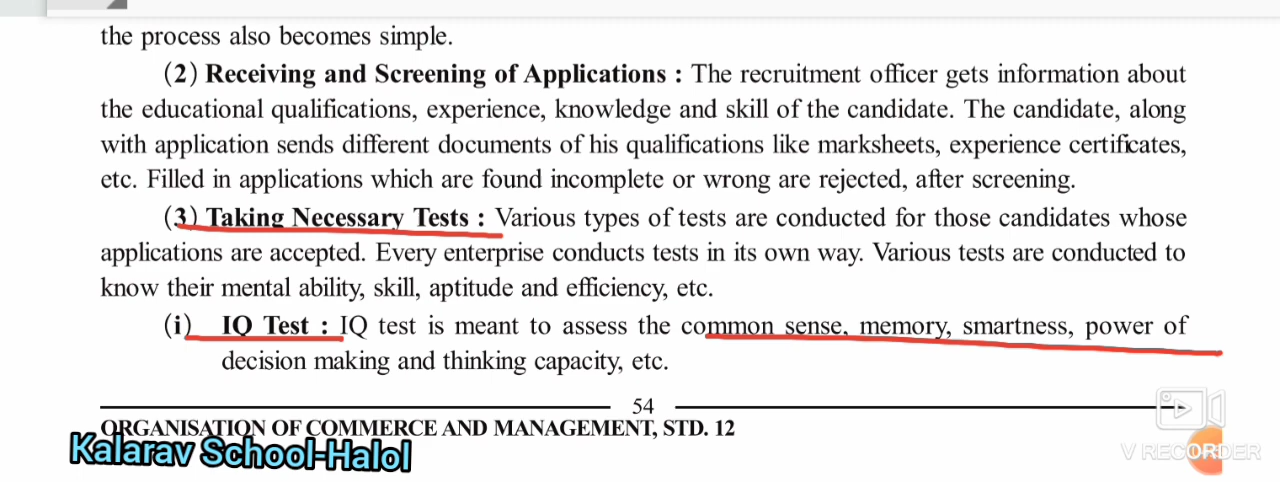 the process also becomes simple.
(2) Receiving and Screening of Applications : The recruitment officer gets information about
the educational qualifications, experience, knowledge and skill of the candidate. The candidate, along
with application sends different documents of his qualifications like marksheets, experience certificates,
etc. Filled in applications which are found incomplete or wrong are rejected, after screening.
(3) Taking Necessary Tests : Various types of tests are conducted for those candidates whose
applications are accepted. Every enterprise conducts tests in its own way. Various tests are conducted to
know their mental ability, skill, aptitude and efficiency, etc.
(i) IQ Test : IQ test is meant to assess the common sense, memory, smartness, power of
decision making and thinking capacity, etc.
54
ORGANISATION OF COMMERCE AND MANAGEMENT, STD. 12
Kalarav School-Halol
V RECORDER